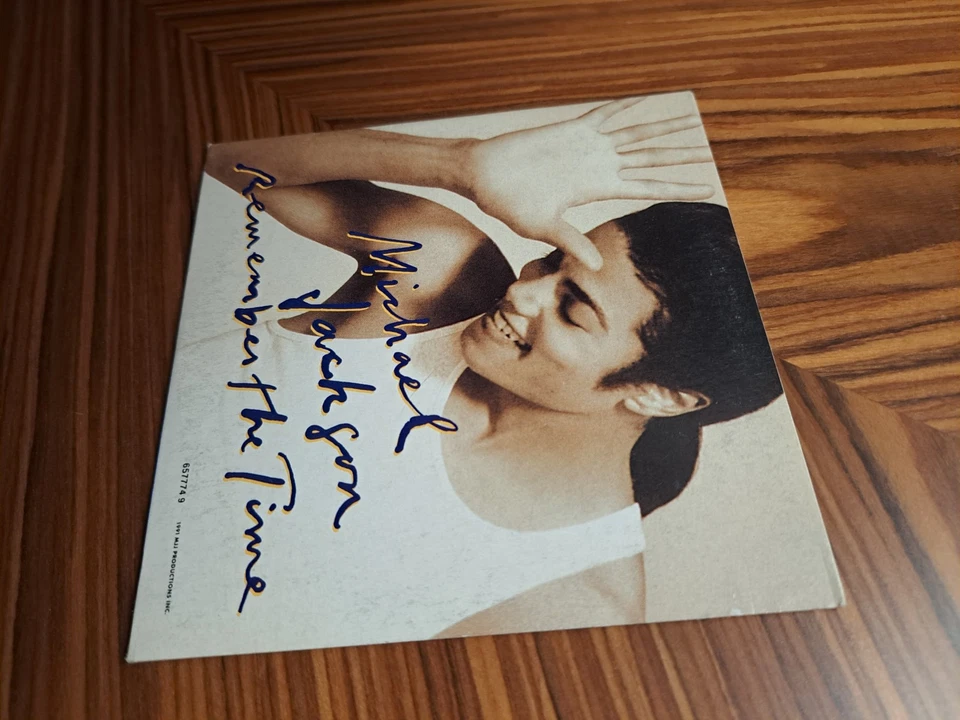 Michael
Jackson
Remember the Time
657774 9
1991 MJJ PRODUCTIONS INC.